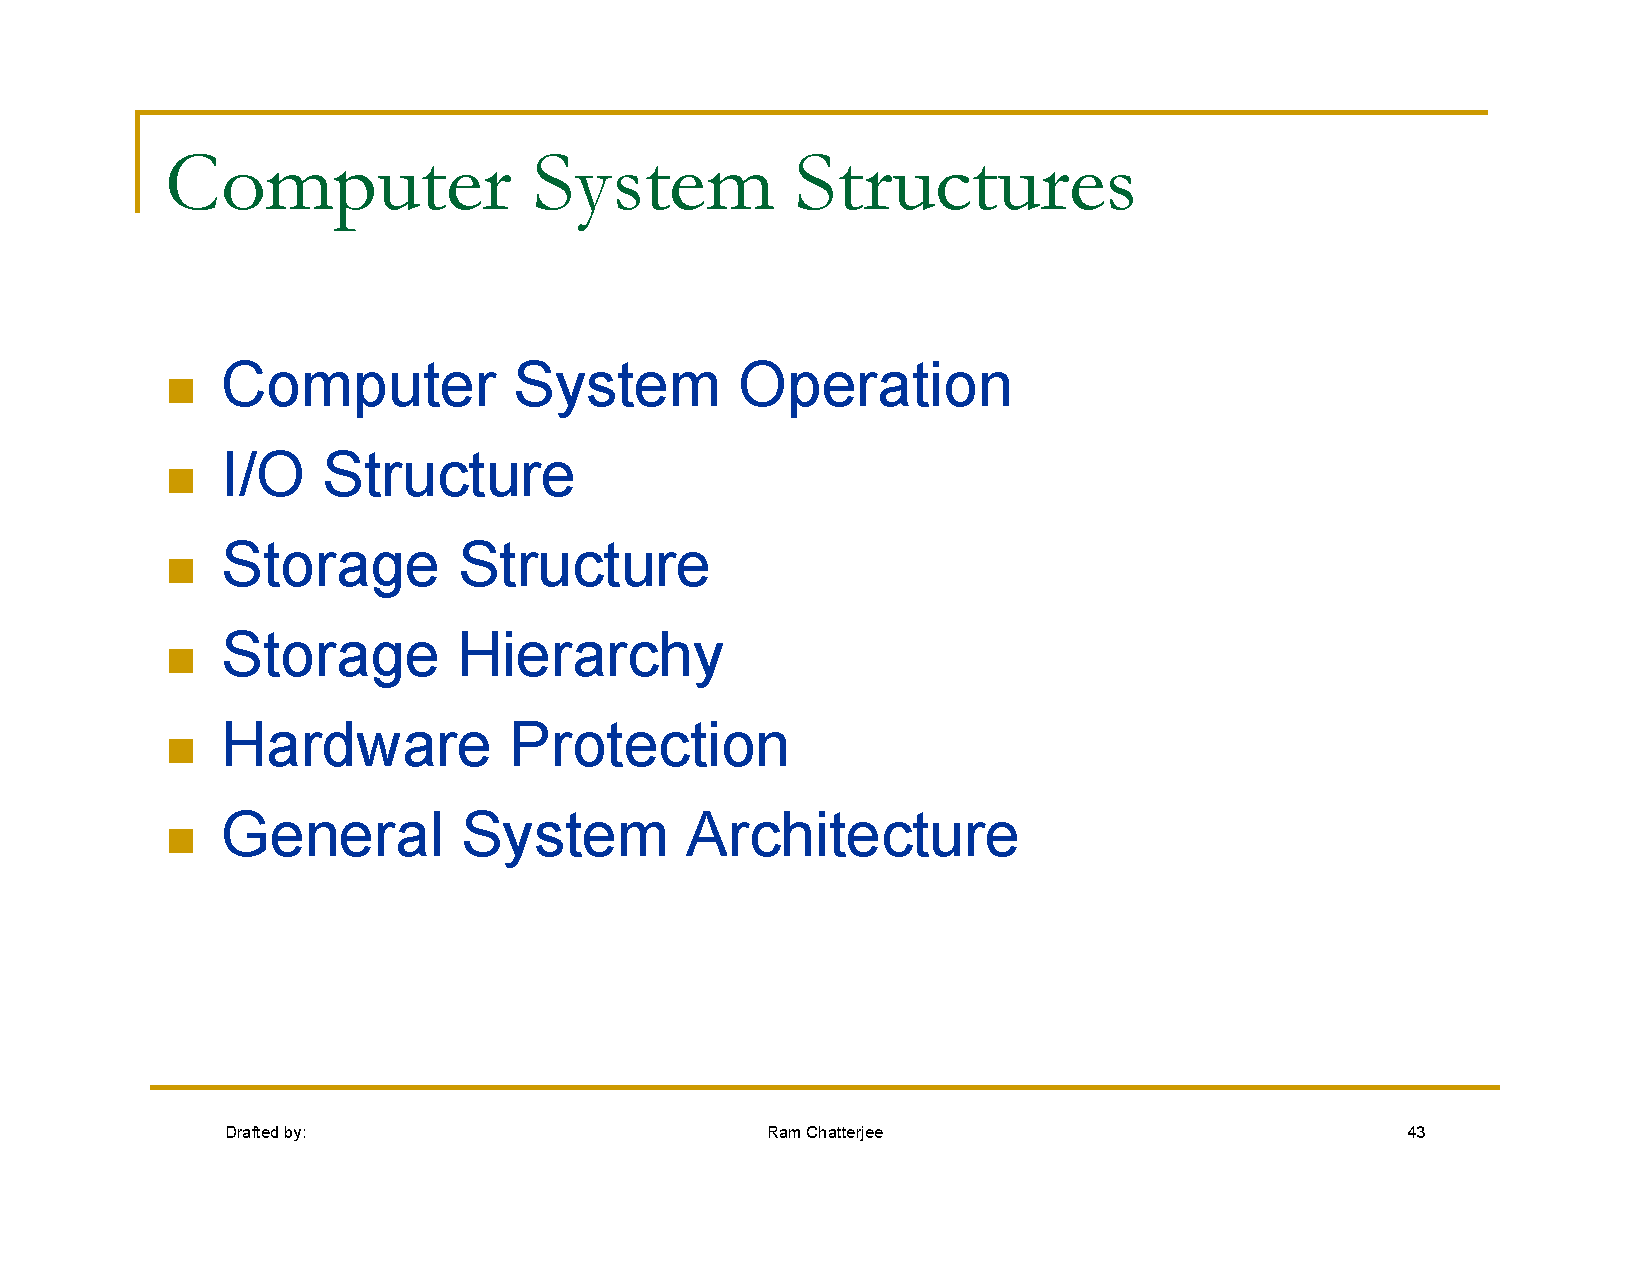 Computer System Structures
Computer System Operation
I/O Structure
Storage Structure
Storage Hierarchy
Hardware Protection
General System Architecture
Drafted by: Ram Chatterjee 43